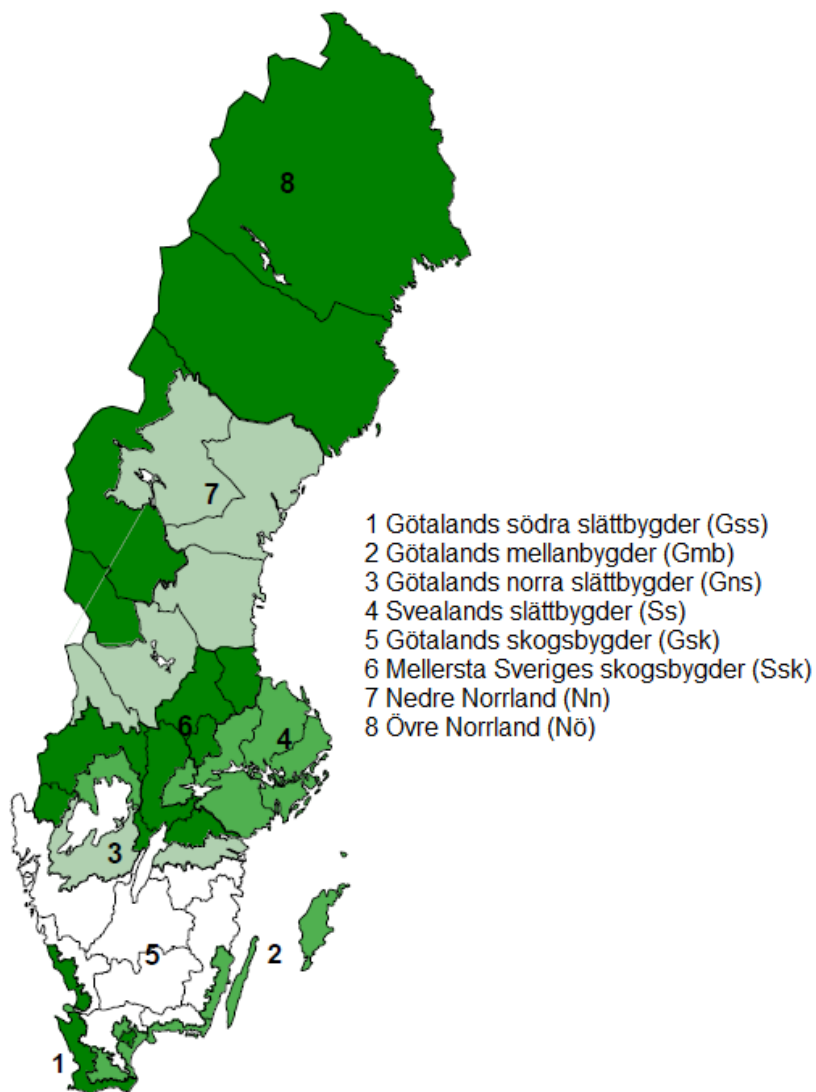 8
7
1 Götalands södra slättbygder (Gss)
2 Götalands mellanbygder (Gmb)
3 Götalands norra slättbygder (Gns)
4 Svealands slättbygder (Ss)
5 Götalands skogsbygder (Gsk)
6 Mellersta Sveriges skogsbygder (Ssk)
7 Nedre Norrland (Nn)
8 Övre Norrland (Nö)
6
4
3
5
2
1